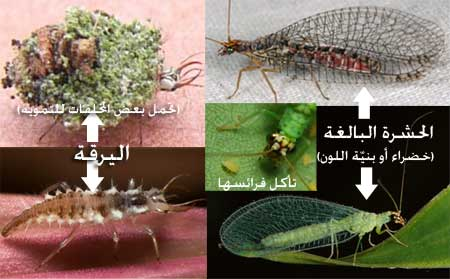 (تحمل بعض المخلفات للتمويه)
اليرقة
الحشرة البالغة
(خضراء أو بنيّة اللون)
تأكل فرائسها